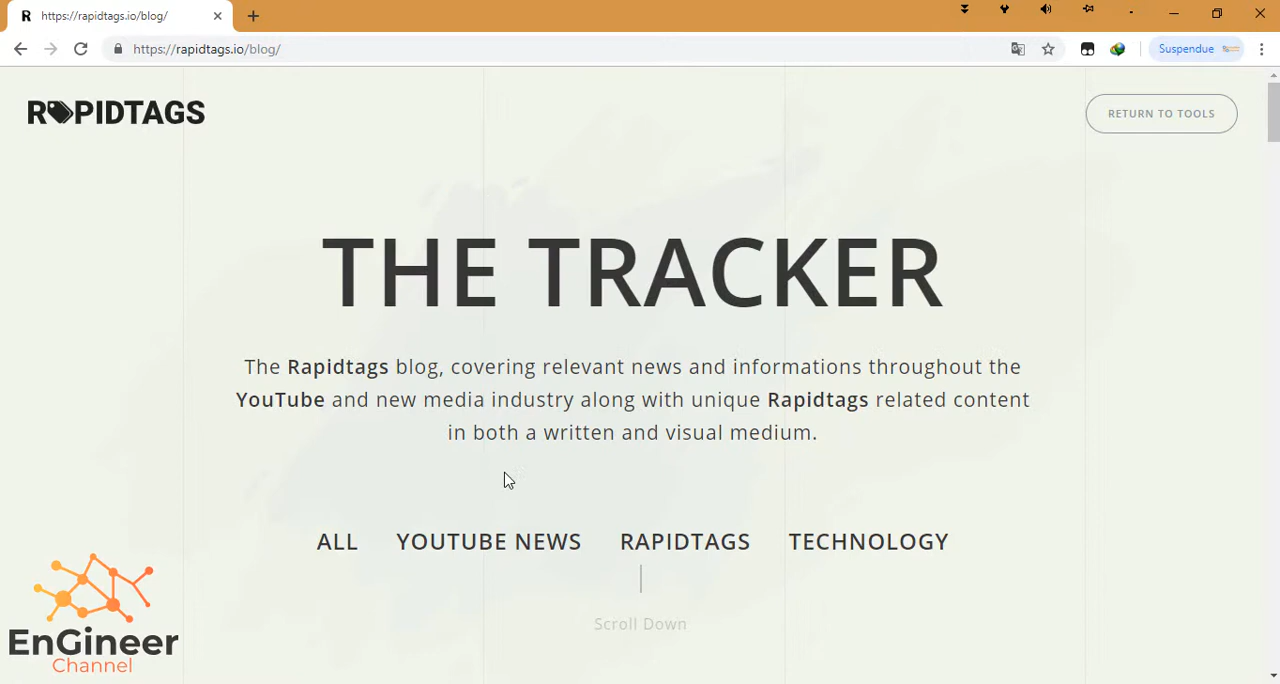 https://rapidtags.io/blog/
https://rapidtags.io/blog/
Suspendue
RAPIDTAGS
RETURN TO TOOLS
THE TRACKER
The Rapidtags blog, covering relevant news and informations throughout the
YouTube and new media industry along with unique Rapidtags related content
in both a written and visual medium.
ALL YOUTUBE NEWS RAPIDTAGS TECHNOLOGY
Scroll Down
EnGineer
Channel